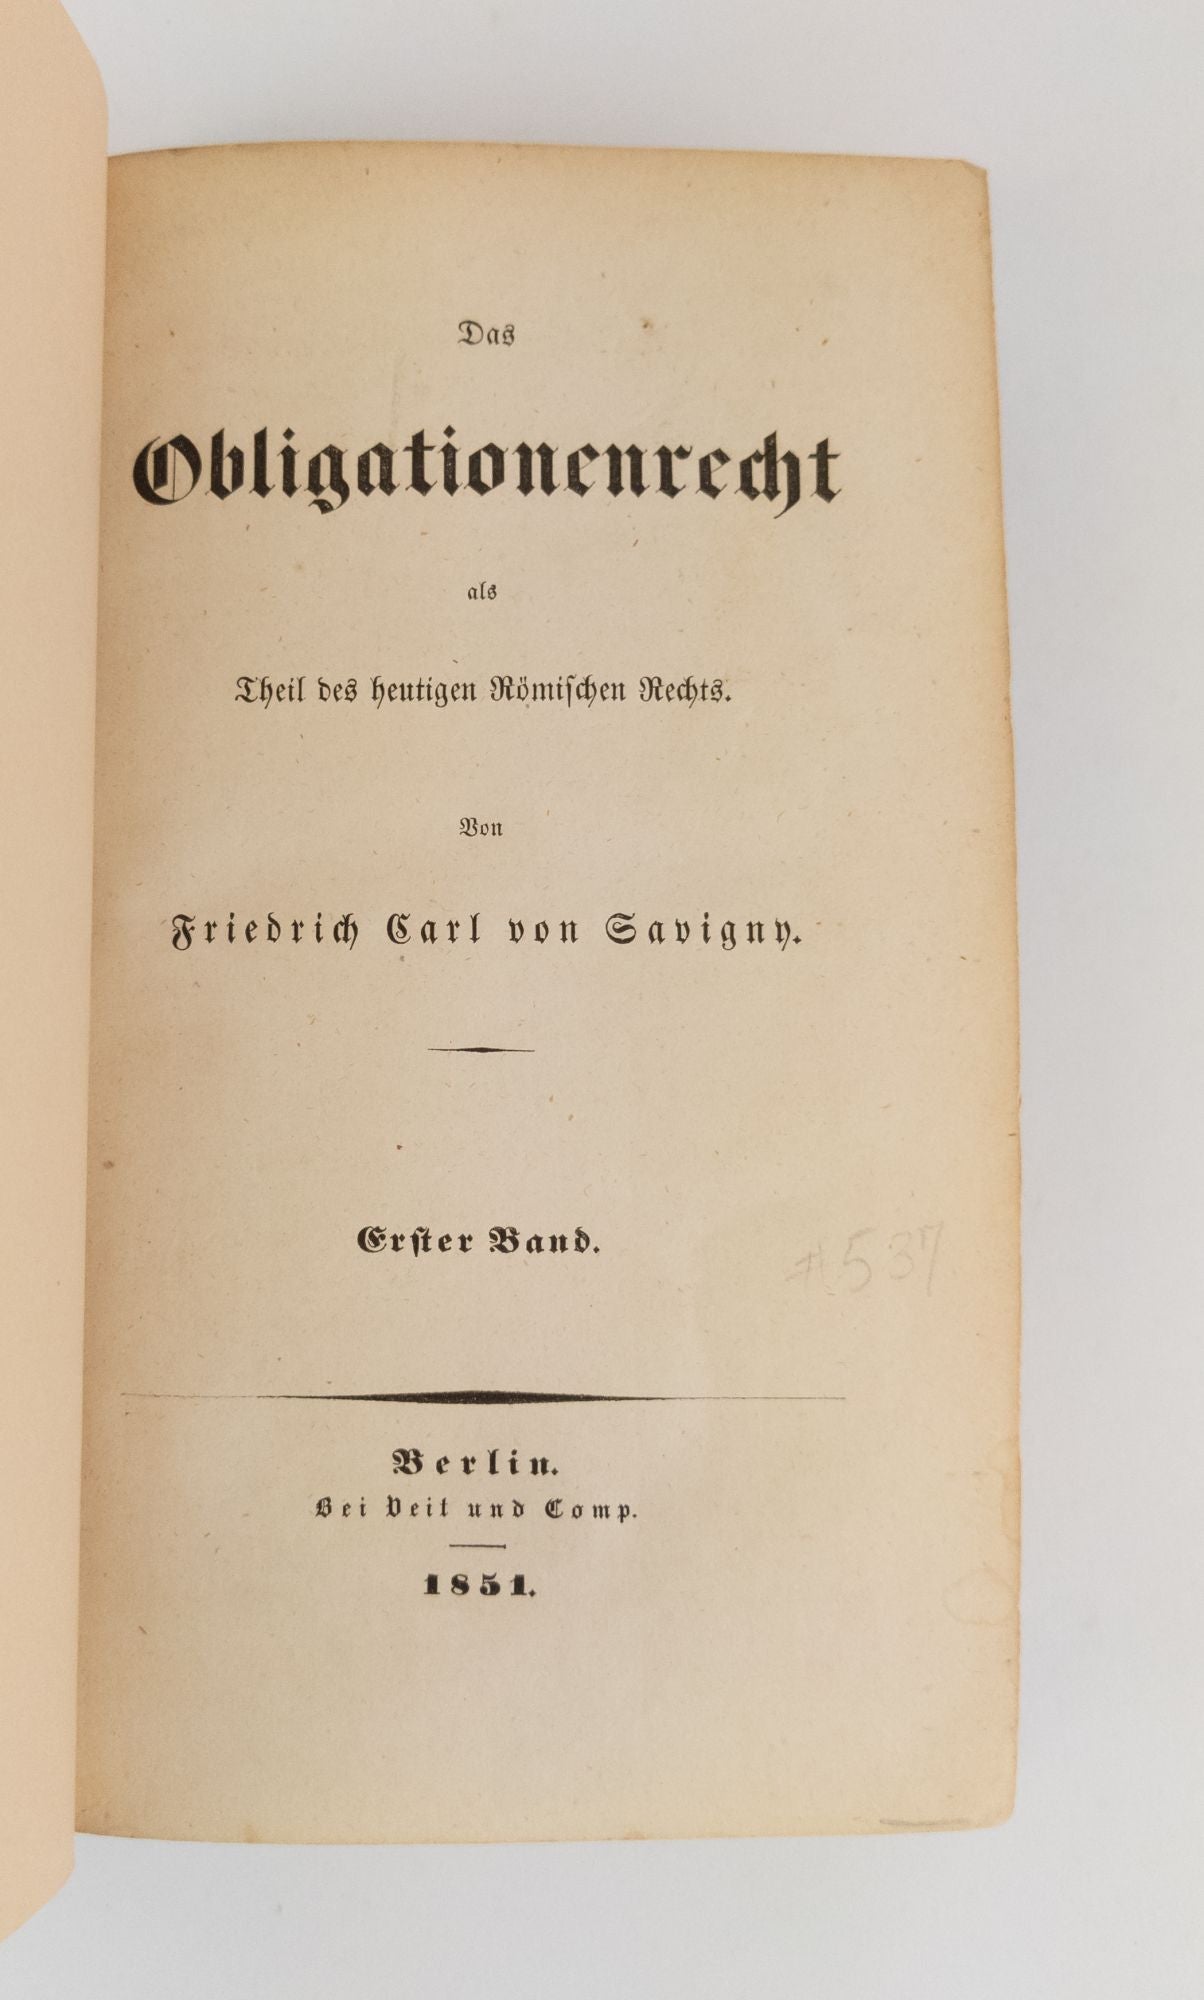 Das
Obligationenrecht
als
Theil des heutigen Römischen Rechts.
Von
Friedrich Carl von Savigny.
Erster Band.
#537
Berlin.
Bei Veit und Comp.
1851.